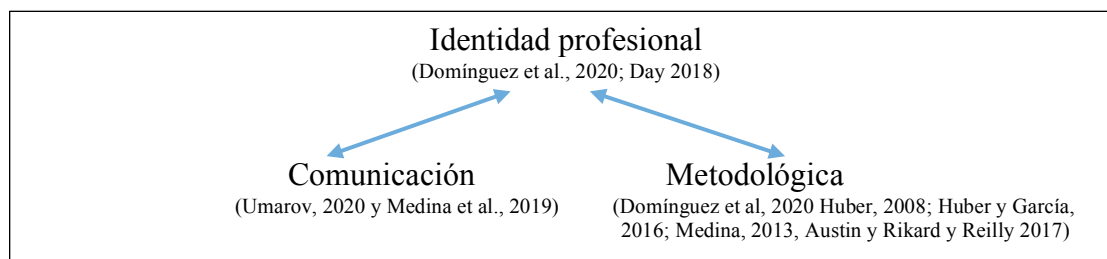 Identidad profesional
(Domínguez et al., 2020; Day 2018)
Comunicación
(Umarov, 2020 y Medina et al., 2019)
Metodológica
(Domínguez et al, 2020 Huber, 2008; Huber y García,
2016; Medina, 2013, Austin y Rikard y Reilly 2017)